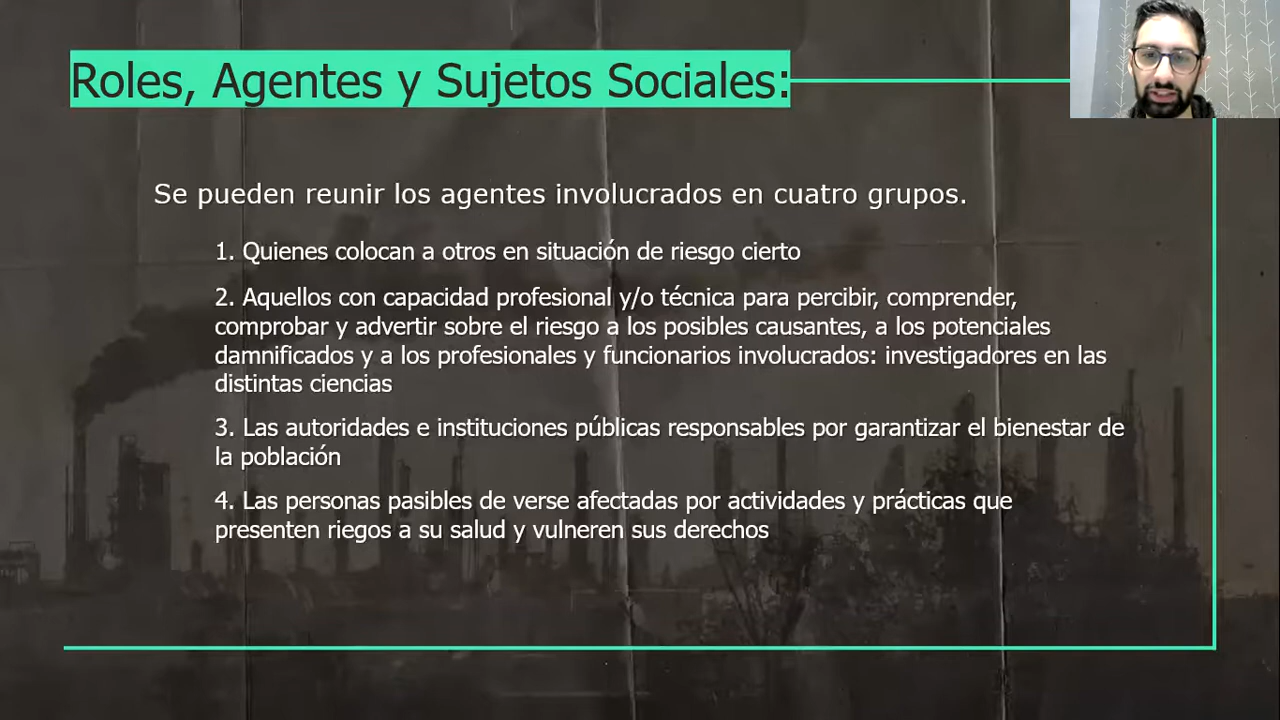 Roles, Agentes y Sujetos Sociales:
Se pueden reunir los agentes involucrados en cuatro grupos.
1. Quienes colocan a otros en situación de riesgo cierto
2. Aquellos con capacidad profesional y/o técnica para percibir, comprender,
comprobar y advertir sobre el riesgo a los posibles causantes, a los potenciales
damnificados y a los profesionales y funcionarios involucrados: investigadores en las
distintas ciencias
3. Las autoridades e instituciones públicas responsables por garantizar el bienestar de
la población
4. Las personas pasibles de verse afectadas por actividades y prácticas que
presenten riegos a su salud y vulneren sus derechos